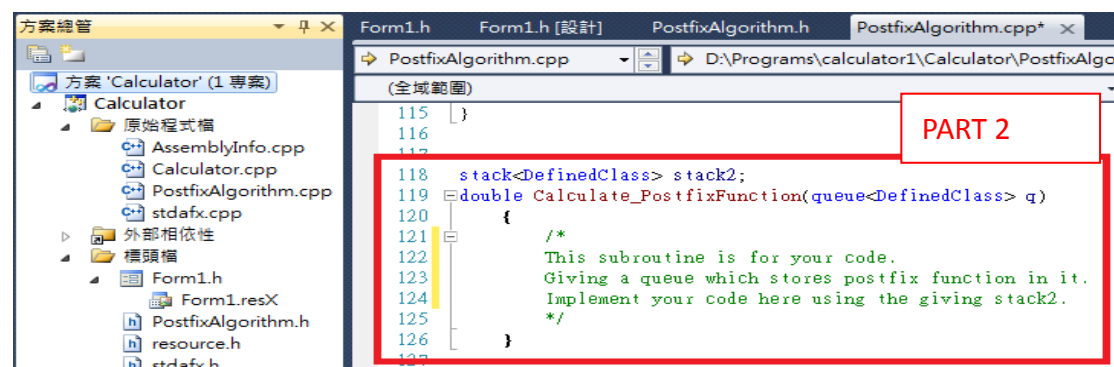 方案總管
方案 'Calculator' (1 專案)
Calculator
原始程式檔
AssemblyInfo.cpp
Calculator.cpp
PostfixAlgorithm.cpp
stdafx.cpp
外部相依性
標頭檔
Form1.h
Form1.resX
PostfixAlgorithm.h
resource.h
stdafx.h
Form1.h Form1.h [設計] PostfixAlgorithm.h PostfixAlgorithm.cpp*
PostfixAlgorithm.cpp D:\Programs\calculator1\Calculator\PostfixAlgo
(全域範圍)
PART 2
115 }
116
117
118 stack<DefinedClass> stack2;
119 double Calculate_PostfixFunction(queue<DefinedClass> q)
120 {
121 /*
122 This subroutine is for your code.
123 Giving a queue which stores postfix function in it.
124 Implement your code here using the giving stack2.
125 */
126 }
127